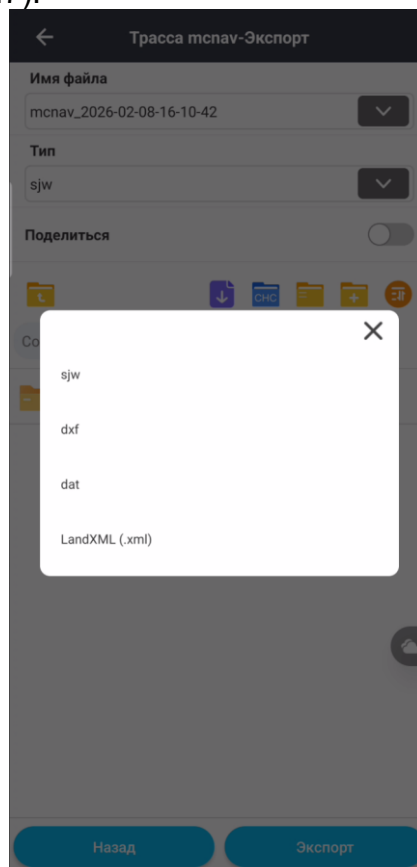 Трасса mcnav-Экспорт
Имя файла
mcnav_2026-02-08-16-10-42
Тип
sjw
Поделиться
CHC
Со
sjw
dxf
dat
LandXML (.xml)
Назад
Экспорт